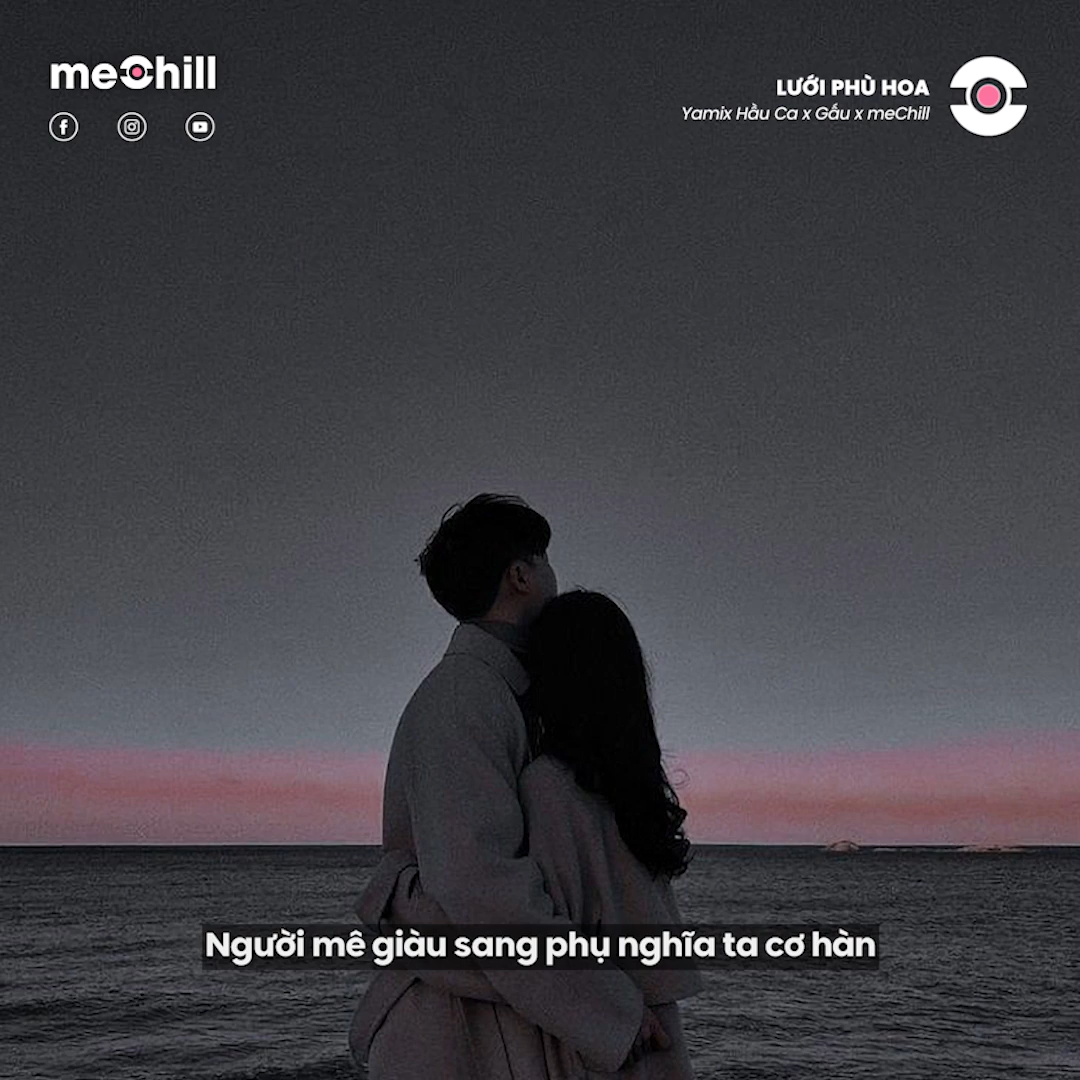 meChill
LƯỚI PHÙ HOA
Yamix Hầu Ca x Gấu x meChill
Người mê giàu sang phụ nghĩa ta cơ hàn